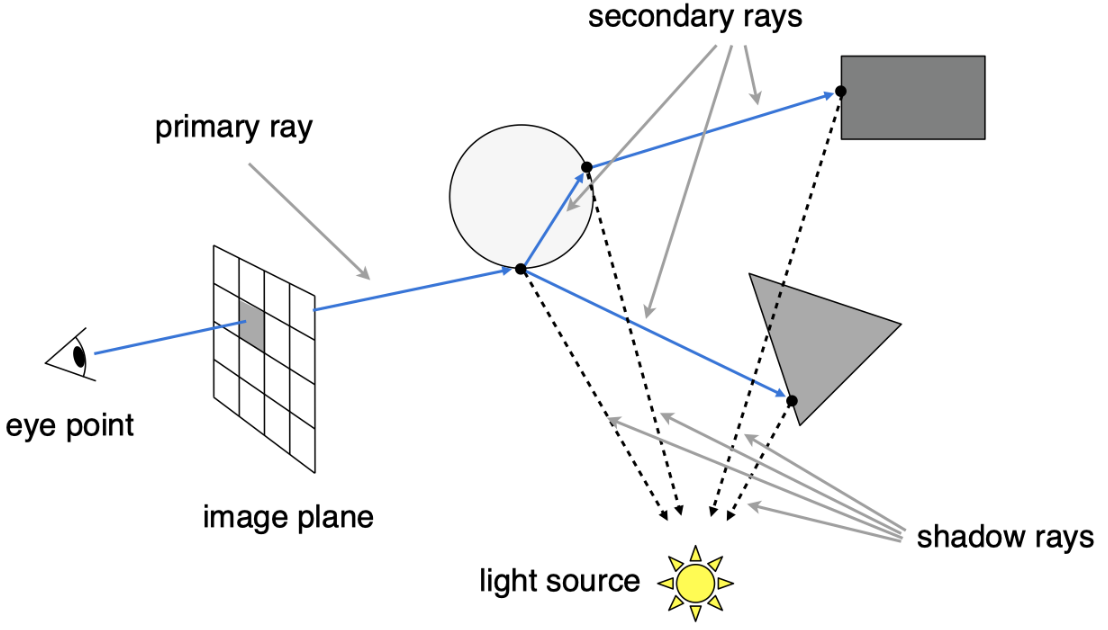 secondary rays
primary ray
eye point
image plane
shadow rays
light source